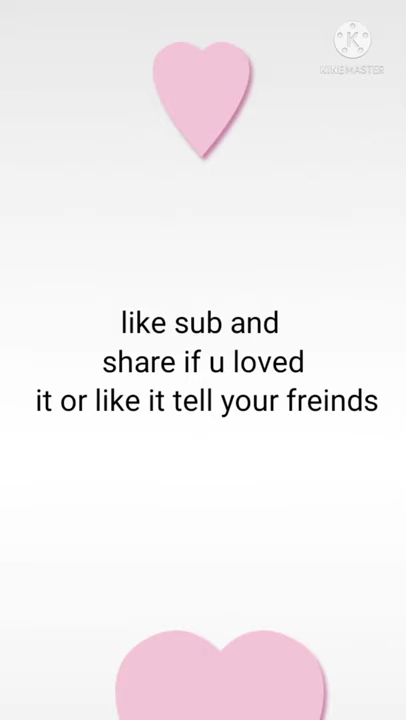 KINEMASTER
like sub and
share if u loved
it or like it tell your freinds